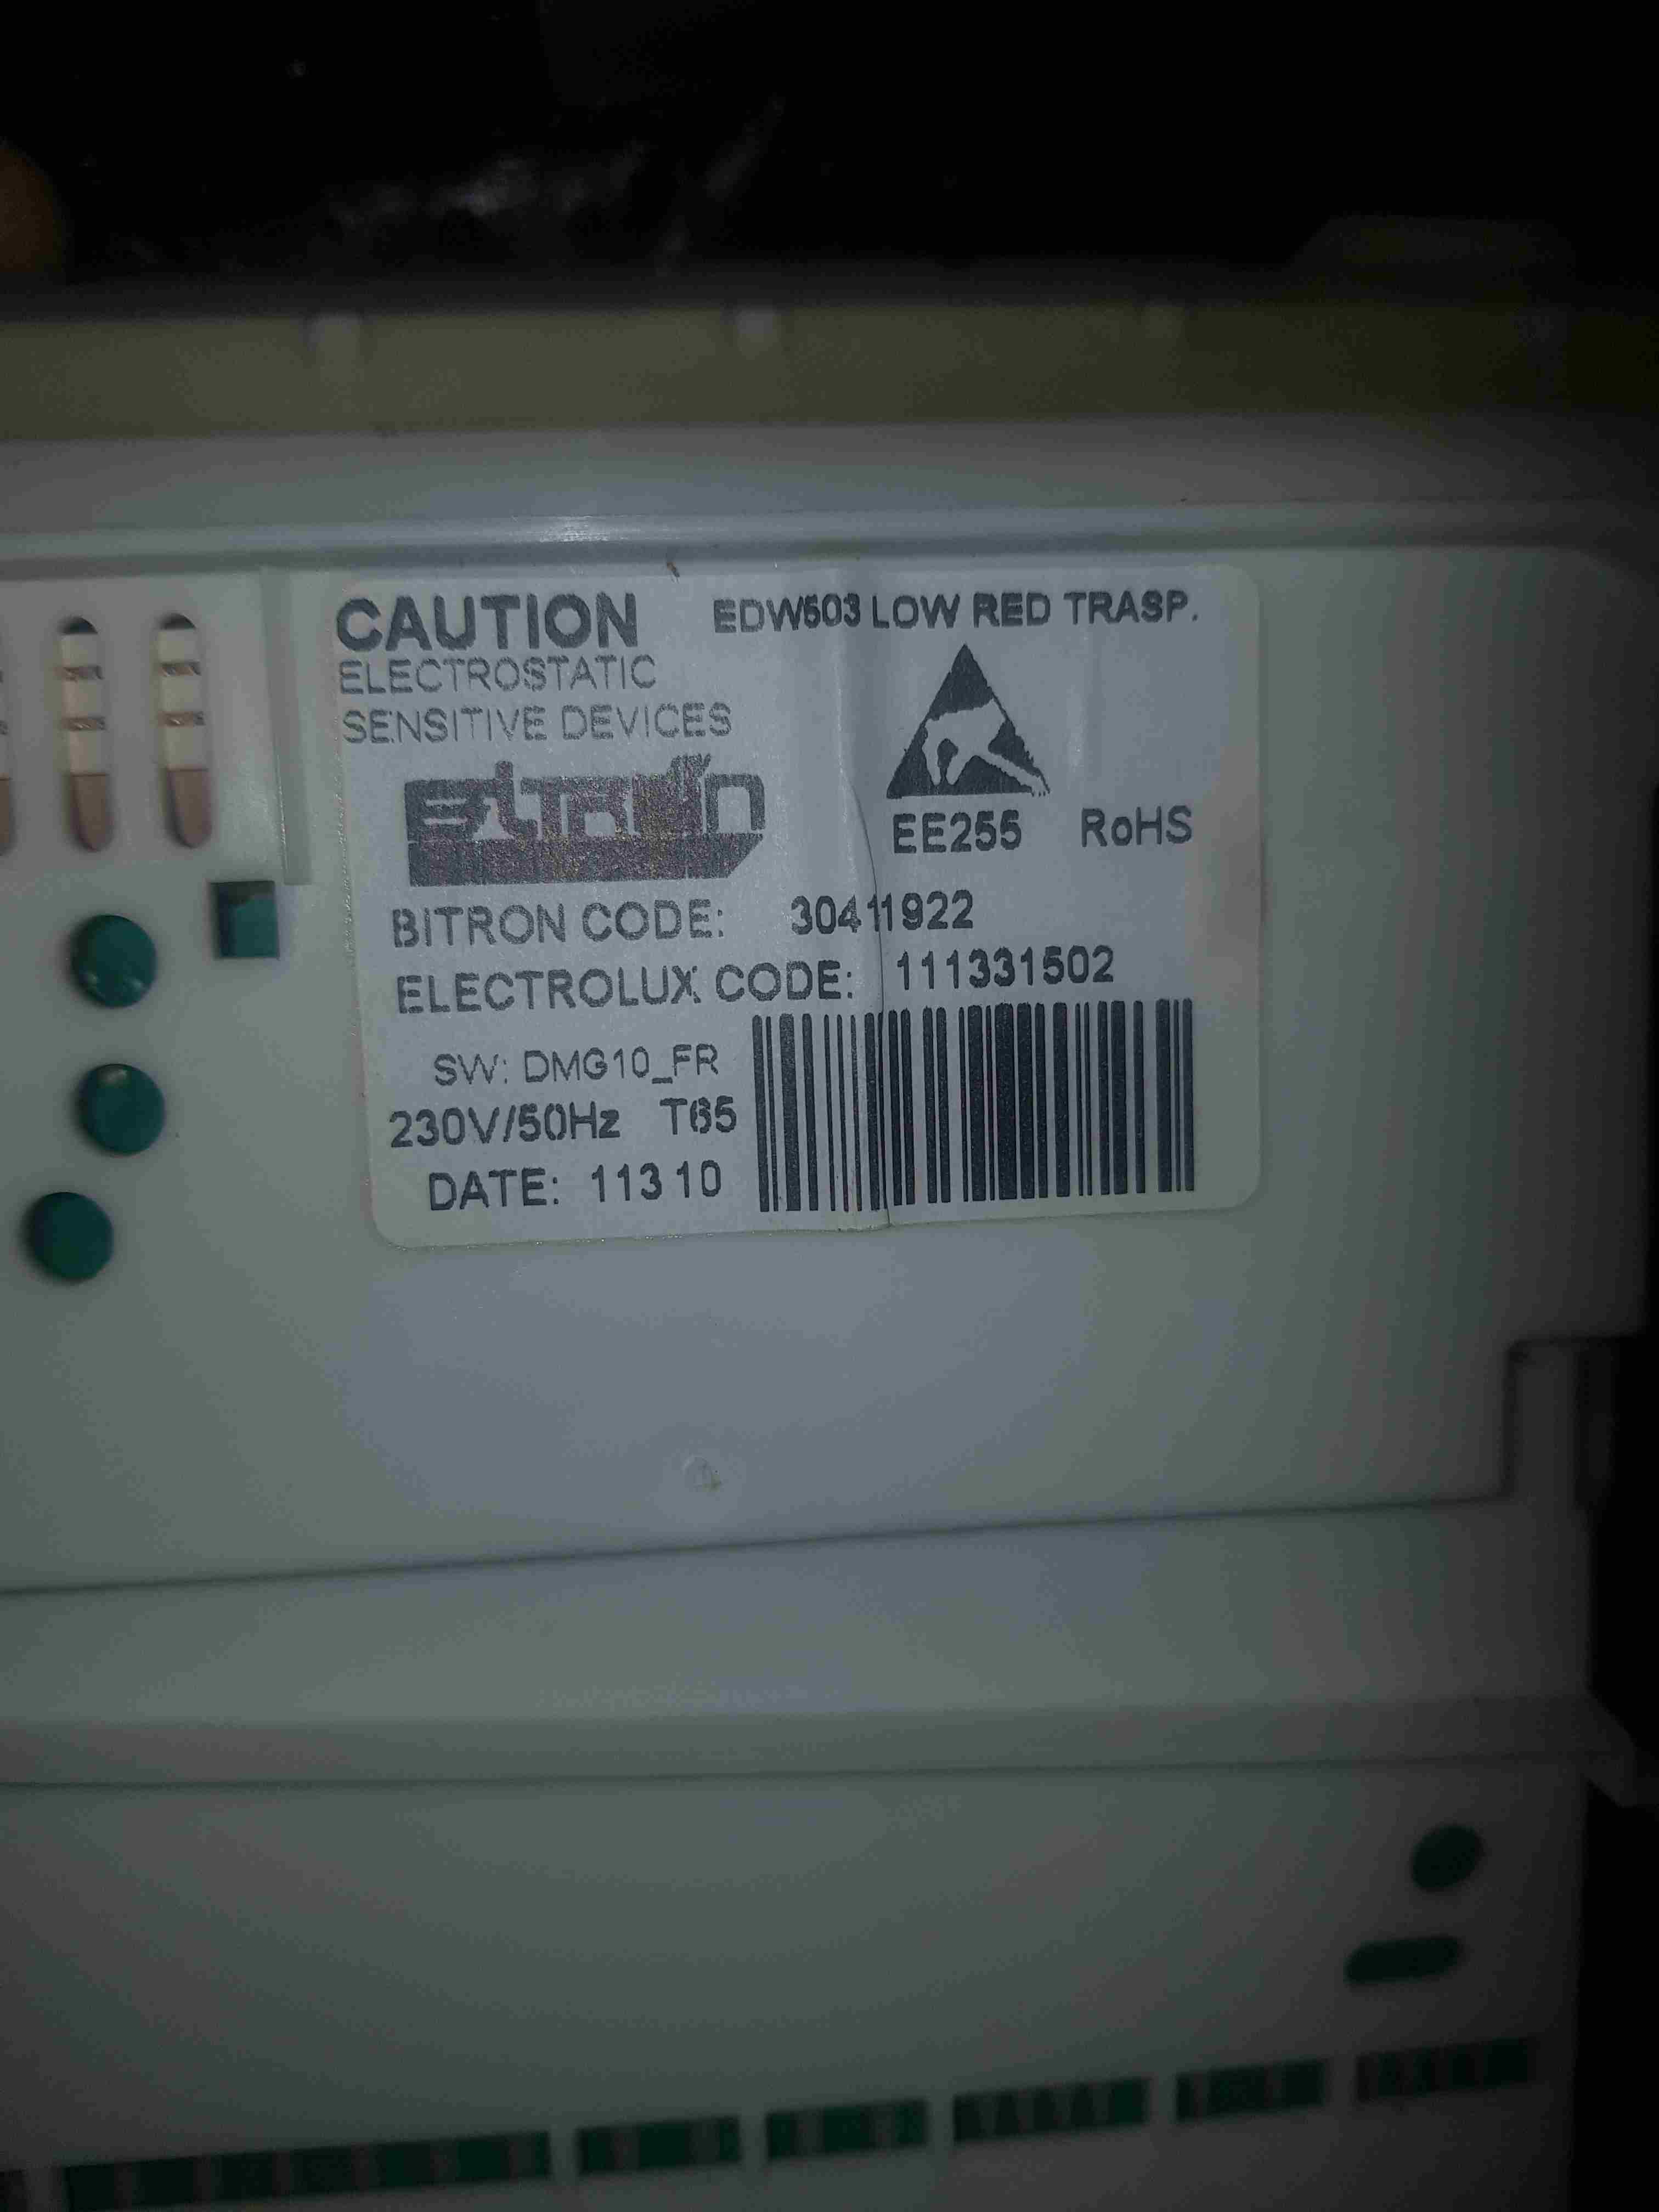 CAUTION EDW503 LOW RED TRASP.
ELECTROSTATIC
SENSITIVE DEVICES
Bitron
EE255 RoHS
BITRON CODE: 30411922
ELECTROLUX CODE: 111331502
SW: DMG10_FR
230V/50Hz T65
DATE: 113 10